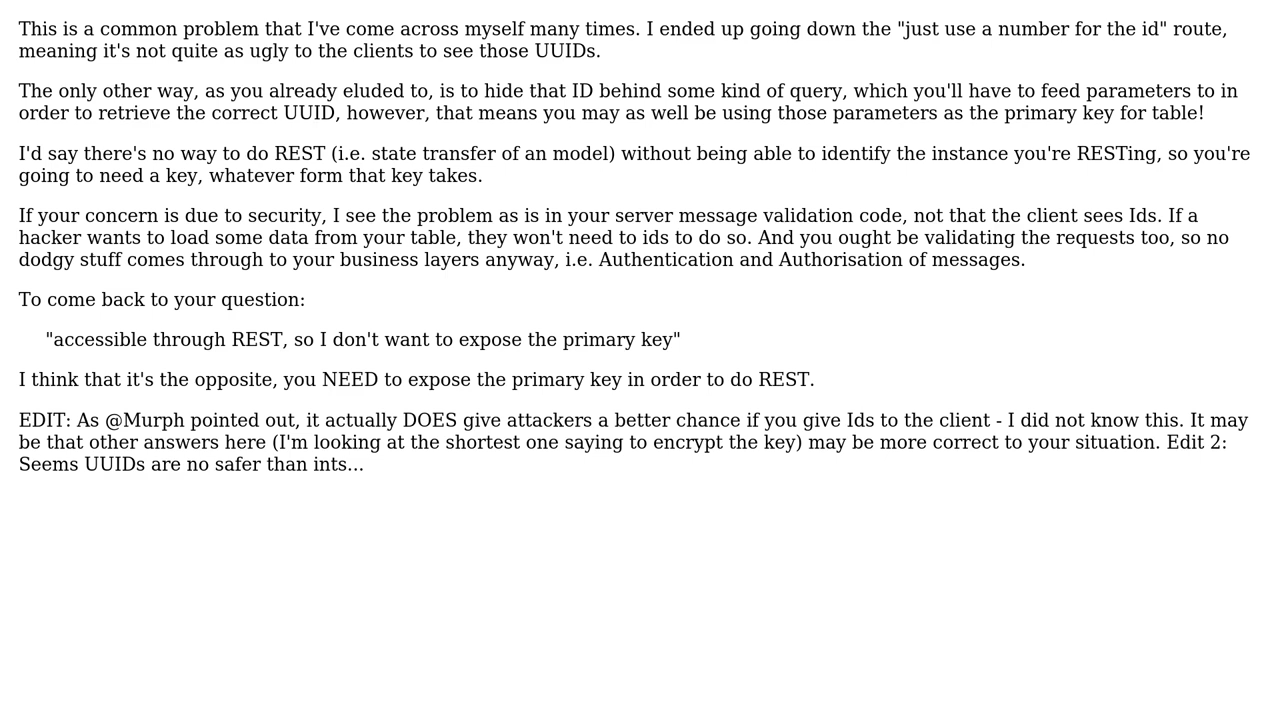 This is a common problem that I've come across myself many times. I ended up going down the "just use a number for the id" route,
meaning it's not quite as ugly to the clients to see those UUIDs.
The only other way, as you already eluded to, is to hide that ID behind some kind of query, which you'll have to feed parameters to in
order to retrieve the correct UUID, however, that means you may as well be using those parameters as the primary key for table!
I'd say there's no way to do REST (i.e. state transfer of an model) without being able to identify the instance you're RESTing, so you're
going to need a key, whatever form that key takes.
If your concern is due to security, I see the problem as is in your server message validation code, not that the client sees Ids. If a
hacker wants to load some data from your table, they won't need to ids to do so. And you ought be validating the requests too, so no
dodgy stuff comes through to your business layers anyway, i.e. Authentication and Authorisation of messages.
To come back to your question:
"accessible through REST, so I don't want to expose the primary key"
I think that it's the opposite, you NEED to expose the primary key in order to do REST.
EDIT: As @Murph pointed out, it actually DOES give attackers a better chance if you give Ids to the client - I did not know this. It may
be that other answers here (I'm looking at the shortest one saying to encrypt the key) may be more correct to your situation. Edit 2:
Seems UUIDs are no safer than ints...